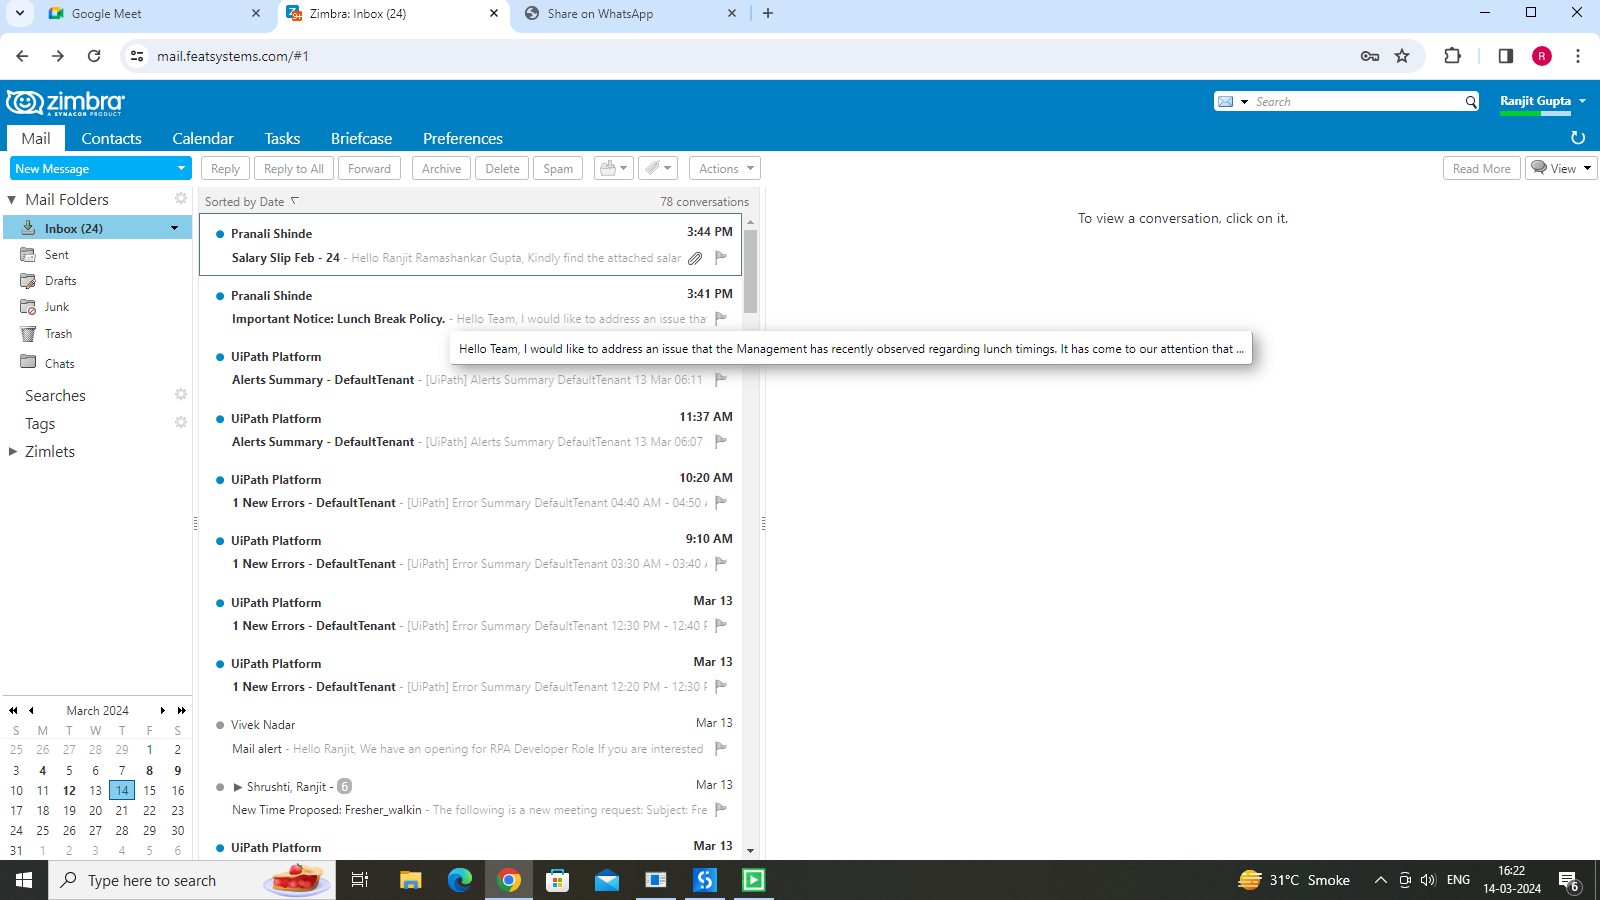 Google Meet
Zimbra: Inbox (24)
Share on WhatsApp
mail.featsystems.com/#1
R
zimbra
A SYNACOR PRODUCT
Search
Ranjit Gupta
Mail Contacts Calendar Tasks Briefcase Preferences
New Message
Reply Reply to All Forward Archive Delete Spam Actions Read More View
Mail Folders
Inbox (24)
Sent
Drafts
Junk
Trash
Chats
Searches
Tags
Zimlets
March 2024
S M T W T F S
25 26 27 28 29 1 2
3 4 5 6 7 8 9
10 11 12 13 14 15 16
17 18 19 20 21 22 23
24 25 26 27 28 29 30
31 1 2 3 4 5 6
Sorted by Date 78 conversations
Pranali Shinde 3:44 PM
Salary Slip Feb - 24 - Hello Ranjit Ramashankar Gupta, Kindly find the attached salar
Pranali Shinde 3:41 PM
Important Notice: Lunch Break Policy. - Hello Team, I would like to address an issue tha
Hello Team, I would like to address an issue that the Management has recently observed regarding lunch timings. It has come to our attention that ...
UiPath Platform
Alerts Summary - DefaultTenant - [UiPath] Alerts Summary DefaultTenant 13 Mar 06:11
UiPath Platform 11:37 AM
Alerts Summary - DefaultTenant - [UiPath] Alerts Summary DefaultTenant 13 Mar 06:07
UiPath Platform 10:20 AM
1 New Errors - DefaultTenant - [UiPath] Error Summary DefaultTenant 04:40 AM - 04:50
UiPath Platform 9:10 AM
1 New Errors - DefaultTenant - [UiPath] Error Summary DefaultTenant 03:30 AM - 03:40
UiPath Platform Mar 13
1 New Errors - DefaultTenant - [UiPath] Error Summary DefaultTenant 12:30 PM - 12:40
UiPath Platform Mar 13
1 New Errors - DefaultTenant - [UiPath] Error Summary DefaultTenant 12:20 PM - 12:30
Vivek Nadar Mar 13
Mail alert - Hello Ranjit, We have an opening for RPA Developer Role If you are interested
Shrushti, Ranjit - 6 Mar 13
New Time Proposed: Fresher_walkin - The following is a new meeting request: Subject: Fre
UiPath Platform Mar 13
To view a conversation, click on it.
Type here to search
31°C Smoke
ENG
16:22
14-03-2024
6